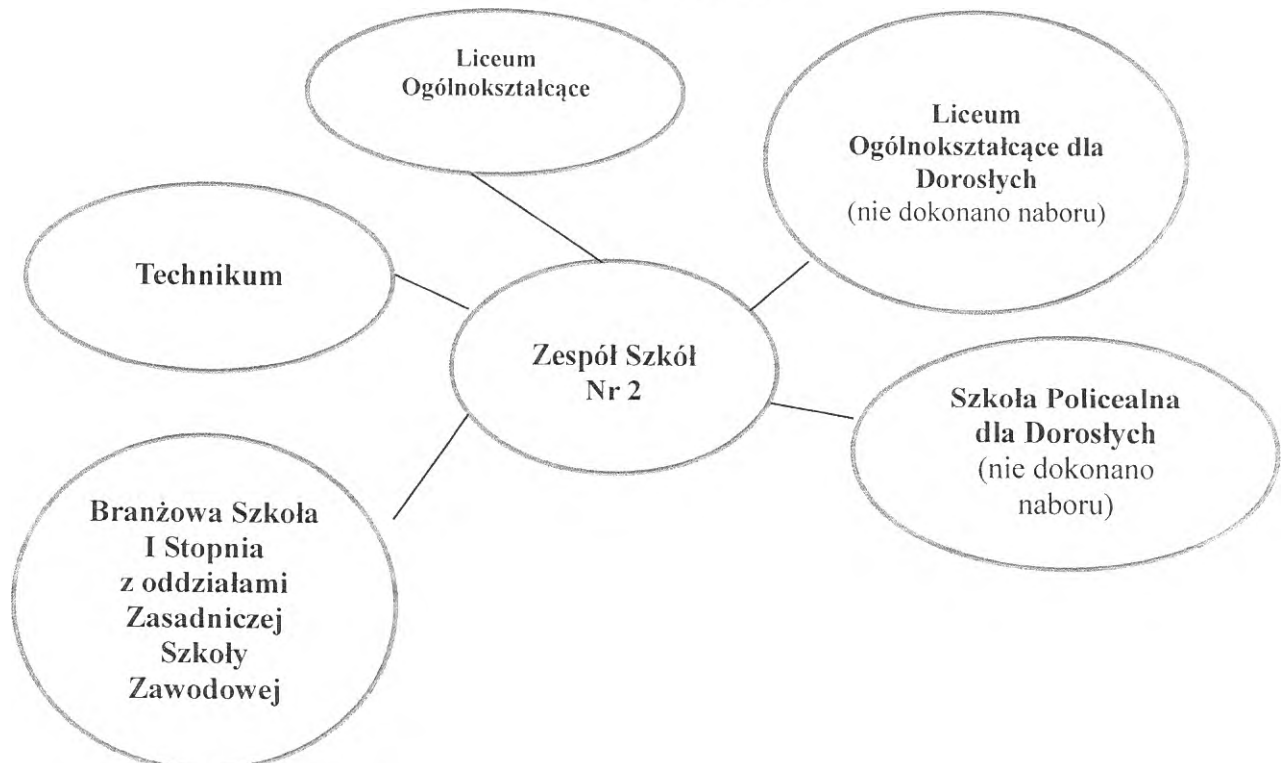 Liceum
Ogólnokształcące
Liceum
Ogólnokształcące dla
Dorosłych
(nie dokonano naboru)
Technikum
Zespół Szkół
Nr 2
Szkoła Policealna
dla Dorosłych
(nie dokonano
naboru)
Branżowa Szkoła
I Stopnia
z oddziałami
Zasadniczej
Szkoły
Zawodowej